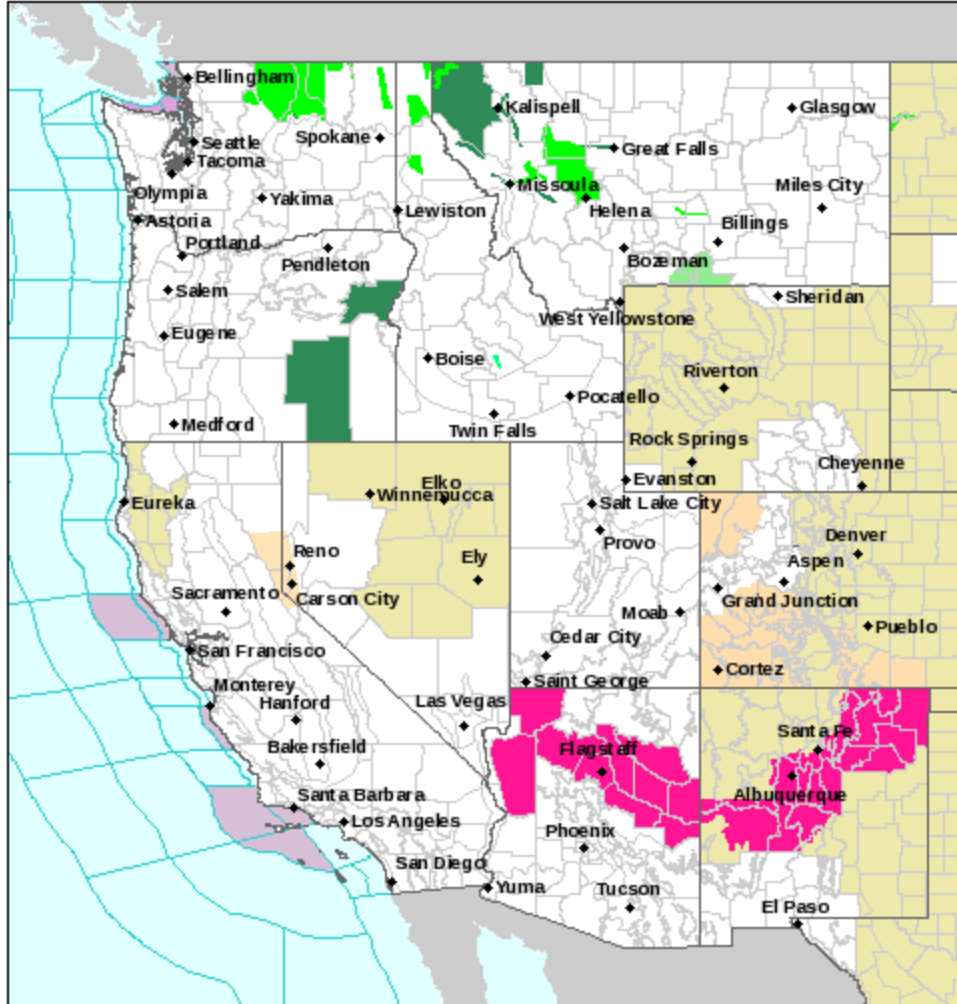 Bellingham
Kalispell
Glasgow
Spokane
Seattle
Great Falls
Tacoma
Missoula
Miles City
Olympia
Yakima
Lewiston
Helena
Astoria
Billings
Portland
Pendleton
Bozeman
Salem
Sheridan
West Yellowstone
Eugene
Boise
Riverton
Pocatello
Medford
Twin Falls
Rock Springs
Cheyenne
Elko
Evanston
Winnemucca
Eureka
Salt Lake City
Denver
Provo
Reno
Ely
Aspen
Sacramento
Carson City
Grand Junction
Moab
Pueblo
Cedar City
San Francisco
Cortez
Saint George
Monterey
Hanford
Las Vegas
Santa Fe
Bakersfield
Flagstaff
Santa Barbara
Albuquerque
Los Angeles
Phoenix
San Diego
Yuma
Tucson
El Paso